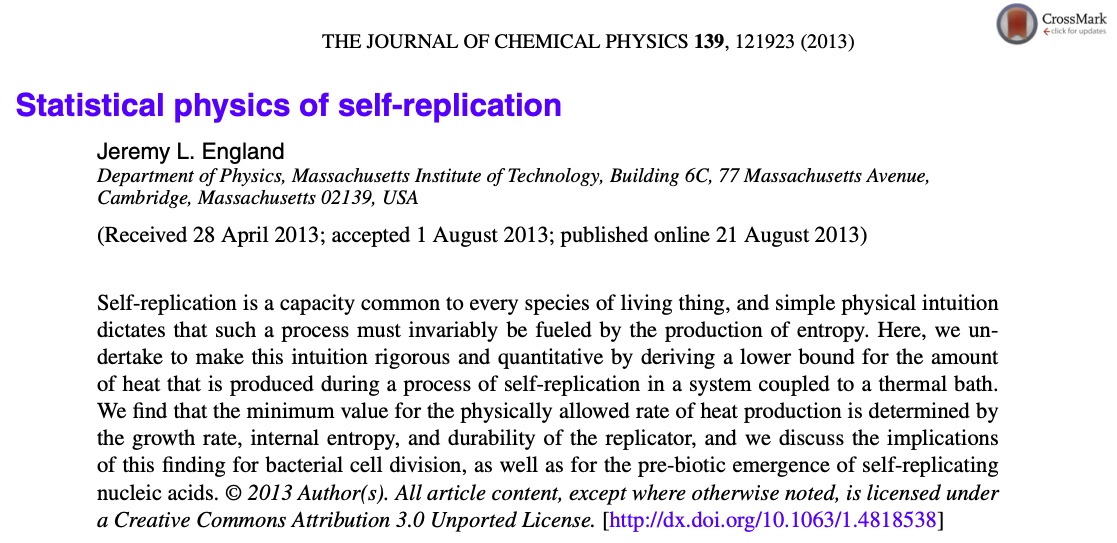 CrossMark
click for updates
THE JOURNAL OF CHEMICAL PHYSICS 139, 121923 (2013)
Statistical physics of self-replication
Jeremy L. England
Department of Physics, Massachusetts Institute of Technology, Building 6C, 77 Massachusetts Avenue,
Cambridge, Massachusetts 02139, USA
(Received 28 April 2013; accepted 1 August 2013; published online 21 August 2013)
Self-replication is a capacity common to every species of living thing, and simple physical intuition
dictates that such a process must invariably be fueled by the production of entropy. Here, we un-
dertake to make this intuition rigorous and quantitative by deriving a lower bound for the amount
of heat that is produced during a process of self-replication in a system coupled to a thermal bath.
We find that the minimum value for the physically allowed rate of heat production is determined by
the growth rate, internal entropy, and durability of the replicator, and we discuss the implications
of this finding for bacterial cell division, as well as for the pre-biotic emergence of self-replicating
nucleic acids. © 2013 Author(s). All article content, except where otherwise noted, is licensed under
a Creative Commons Attribution 3.0 Unported License. [http://dx.doi.org/10.1063/1.4818538]